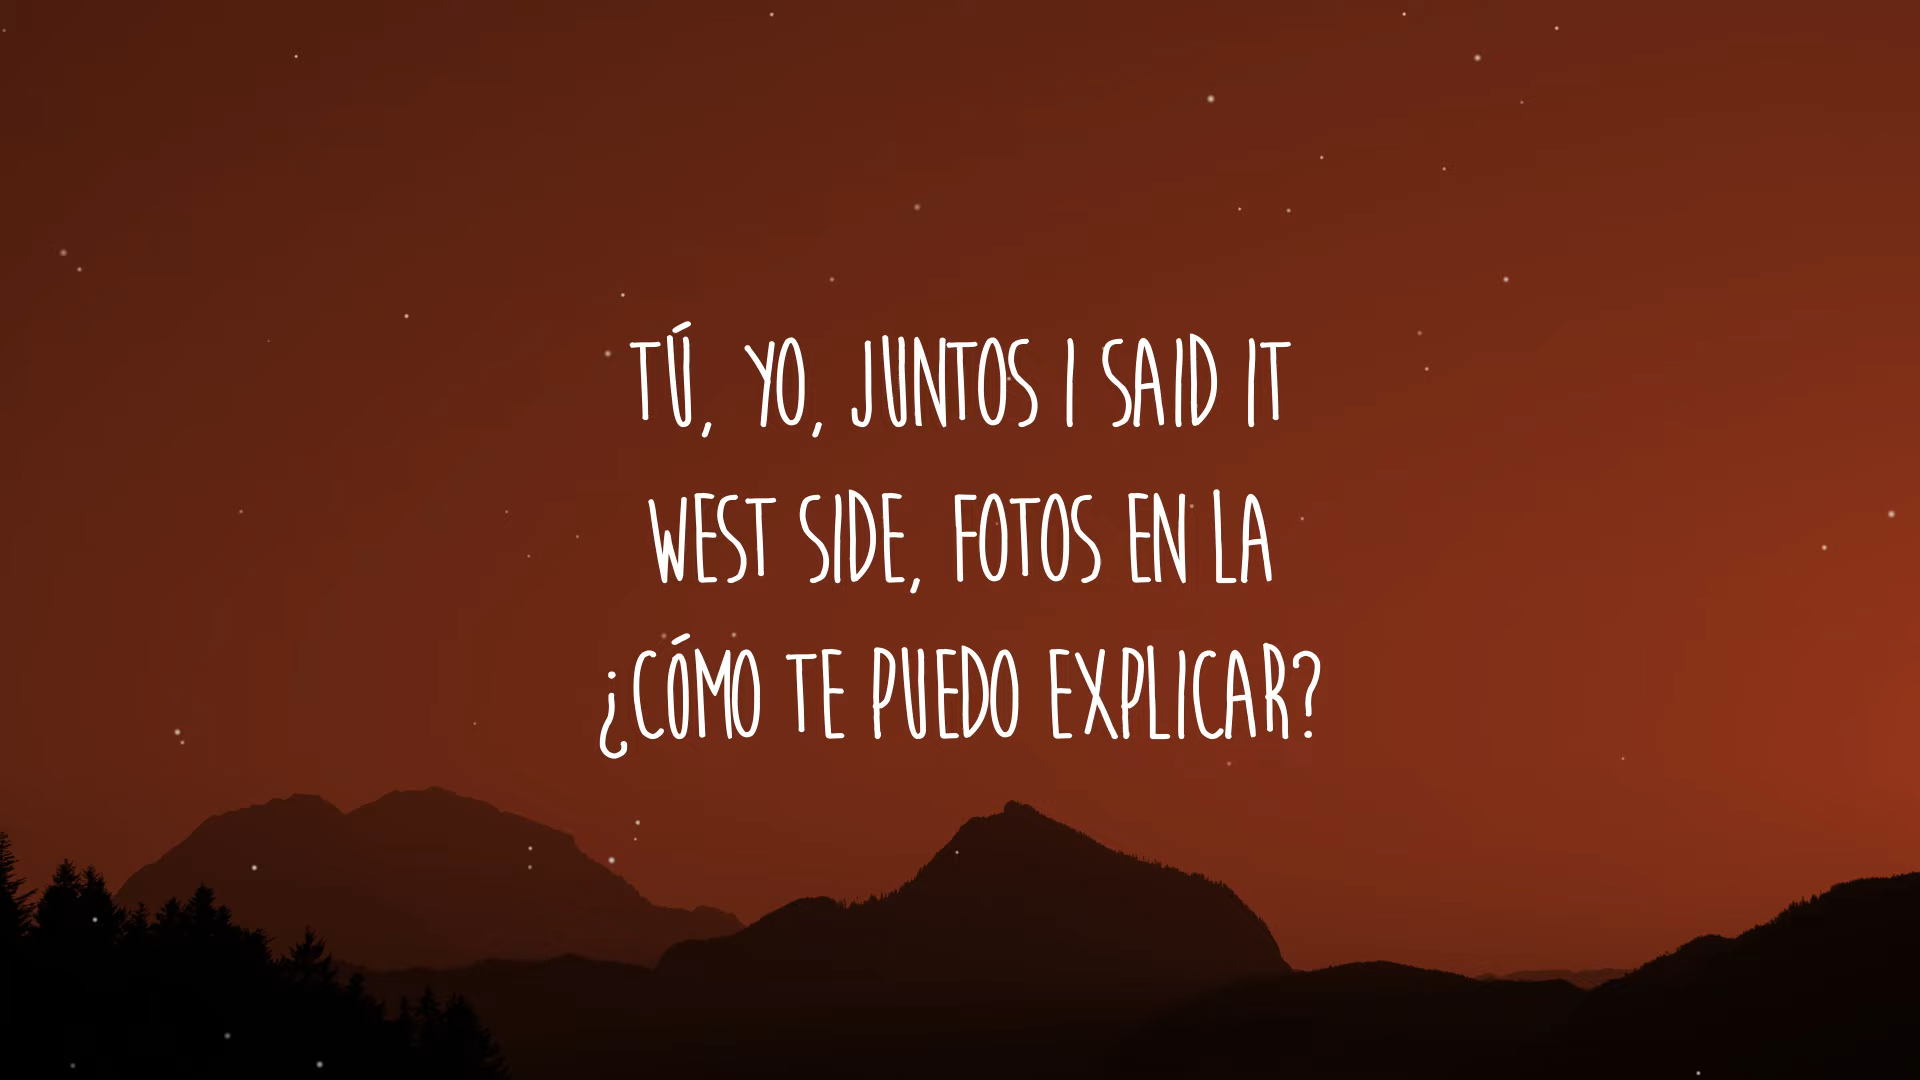 TÚ, YO, JUNTOS I SAID IT
WEST SIDE, FOTOS EN LA
¿CÓMO TE PUEDO EXPLICAR?